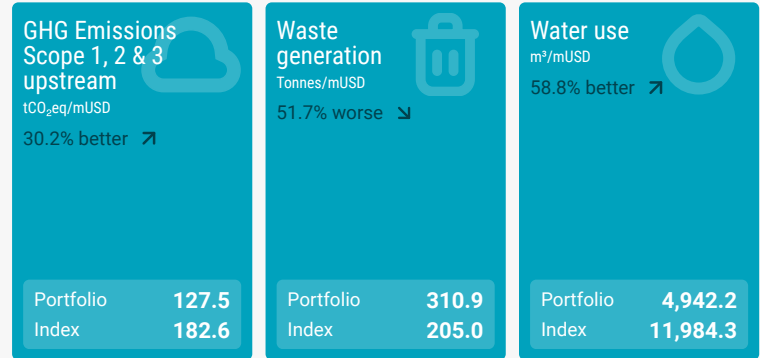 GHG Emissions
Scope 1, 2 & 3
upstream
tCO₂eq/mUSD
30.2% better
Portfolio 127.5
Index 182.6
Waste
generation
Tonnes/mUSD
51.7% worse
Portfolio 310.9
Index 205.0
Water use
m³/mUSD
58.8% better
Portfolio 4,942.2
Index 11,984.3